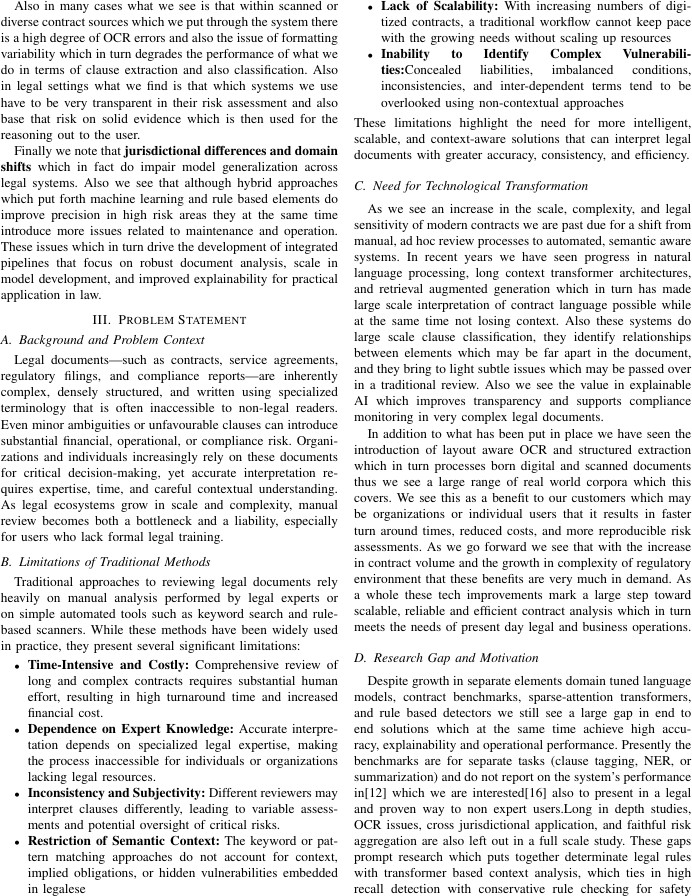 Also in many cases what we see is that within scanned or
diverse contract sources which we put through the system there
is a high degree of OCR errors and also the issue of formatting
variability which in turn degrades the performance of what we
do in terms of clause extraction and also classification. Also
in legal settings what we find is that which systems we use
have to be very transparent in their risk assessment and also
base that risk on solid evidence which is then used for the
reasoning out to the user.
Finally we note that jurisdictional differences and domain
shifts which in fact do impair model generalization across
legal systems. Also we see that although hybrid approaches
which put forth machine learning and rule based elements do
improve precision in high risk areas they at the same time
introduce more issues related to maintenance and operation.
These issues which in turn drive the development of integrated
pipelines that focus on robust document analysis, scale in
model development, and improved explainability for practical
application in law.
III. PROBLEM STATEMENT
A. Background and Problem Context
Legal documents—such as contracts, service agreements,
regulatory filings, and compliance reports—are inherently
complex, densely structured, and written using specialized
terminology that is often inaccessible to non-legal readers.
Even minor ambiguities or unfavourable clauses can introduce
substantial financial, operational, or compliance risk. Organi-
zations and individuals increasingly rely on these documents
for critical decision-making, yet accurate interpretation re-
quires expertise, time, and careful contextual understanding.
As legal ecosystems grow in scale and complexity, manual
review becomes both a bottleneck and a liability, especially
for users who lack formal legal training.
B. Limitations of Traditional Methods
Traditional approaches to reviewing legal documents rely
heavily on manual analysis performed by legal experts or
on simple automated tools such as keyword search and rule-
based scanners. While these methods have been widely used
in practice, they present several significant limitations:
• Time-Intensive and Costly: Comprehensive review of
long and complex contracts requires substantial human
effort, resulting in high turnaround time and increased
financial cost.
• Dependence on Expert Knowledge: Accurate interpre-
tation depends on specialized legal expertise, making
the process inaccessible for individuals or organizations
lacking legal resources.
• Inconsistency and Subjectivity: Different reviewers may
interpret clauses differently, leading to variable assess-
ments and potential oversight of critical risks.
• Restriction of Semantic Context: The keyword or pat-
tern matching approaches do not account for context,
implied obligations, or hidden vulnerabilities embedded
in legalese
• Lack of Scalability: With increasing numbers of digi-
tized contracts, a traditional workflow cannot keep pace
with the growing needs without scaling up resources
• Inability to Identify Complex Vulnerabili-
ties:Concealed liabilities, imbalanced conditions,
inconsistencies, and inter-dependent terms tend to be
overlooked using non-contextual approaches
These limitations highlight the need for more intelligent,
scalable, and context-aware solutions that can interpret legal
documents with greater accuracy, consistency, and efficiency.
C. Need for Technological Transformation
As we see an increase in the scale, complexity, and legal
sensitivity of modern contracts we are past due for a shift from
manual, ad hoc review processes to automated, semantic aware
systems. In recent years we have seen progress in natural
language processing, long context transformer architectures,
and retrieval augmented generation which in turn has made
large scale interpretation of contract language possible while
at the same time not losing context. Also these systems do
large scale clause classification, they identify relationships
between elements which may be far apart in the document,
and they bring to light subtle issues which may be passed over
in a traditional review. Also we see the value in explainable
AI which improves transparency and supports compliance
monitoring in very complex legal documents.
In addition to what has been put in place we have seen the
introduction of layout aware OCR and structured extraction
which in turn processes born digital and scanned documents
thus we see a large range of real world corpora which this
covers. We see this as a benefit to our customers which may
be organizations or individual users that it results in faster
turn around times, reduced costs, and more reproducible risk
assessments. As we go forward we see that with the increase
in contract volume and the growth in complexity of regulatory
environment that these benefits are very much in demand. As
a whole these tech improvements mark a large step toward
scalable, reliable and efficient contract analysis which in turn
meets the needs of present day legal and business operations.
D. Research Gap and Motivation
Despite growth in separate elements domain tuned language
models, contract benchmarks, sparse-attention transformers,
and rule based detectors we still see a large gap in end to
end solutions which at the same time achieve high accu-
racy, explainability and operational performance. Presently the
benchmarks are for separate tasks (clause tagging, NER, or
summarization) and do not report on the system's performance
in[12] which we are interested[16] also to present in a legal
and proven way to non expert users.Long in depth studies,
OCR issues, cross jurisdictional application, and faithful risk
aggregation are also left out in a full scale study. These gaps
prompt research which puts together determinate legal rules
with transformer based context analysis, which ties in high
recall detection with conservative rule checking for safety